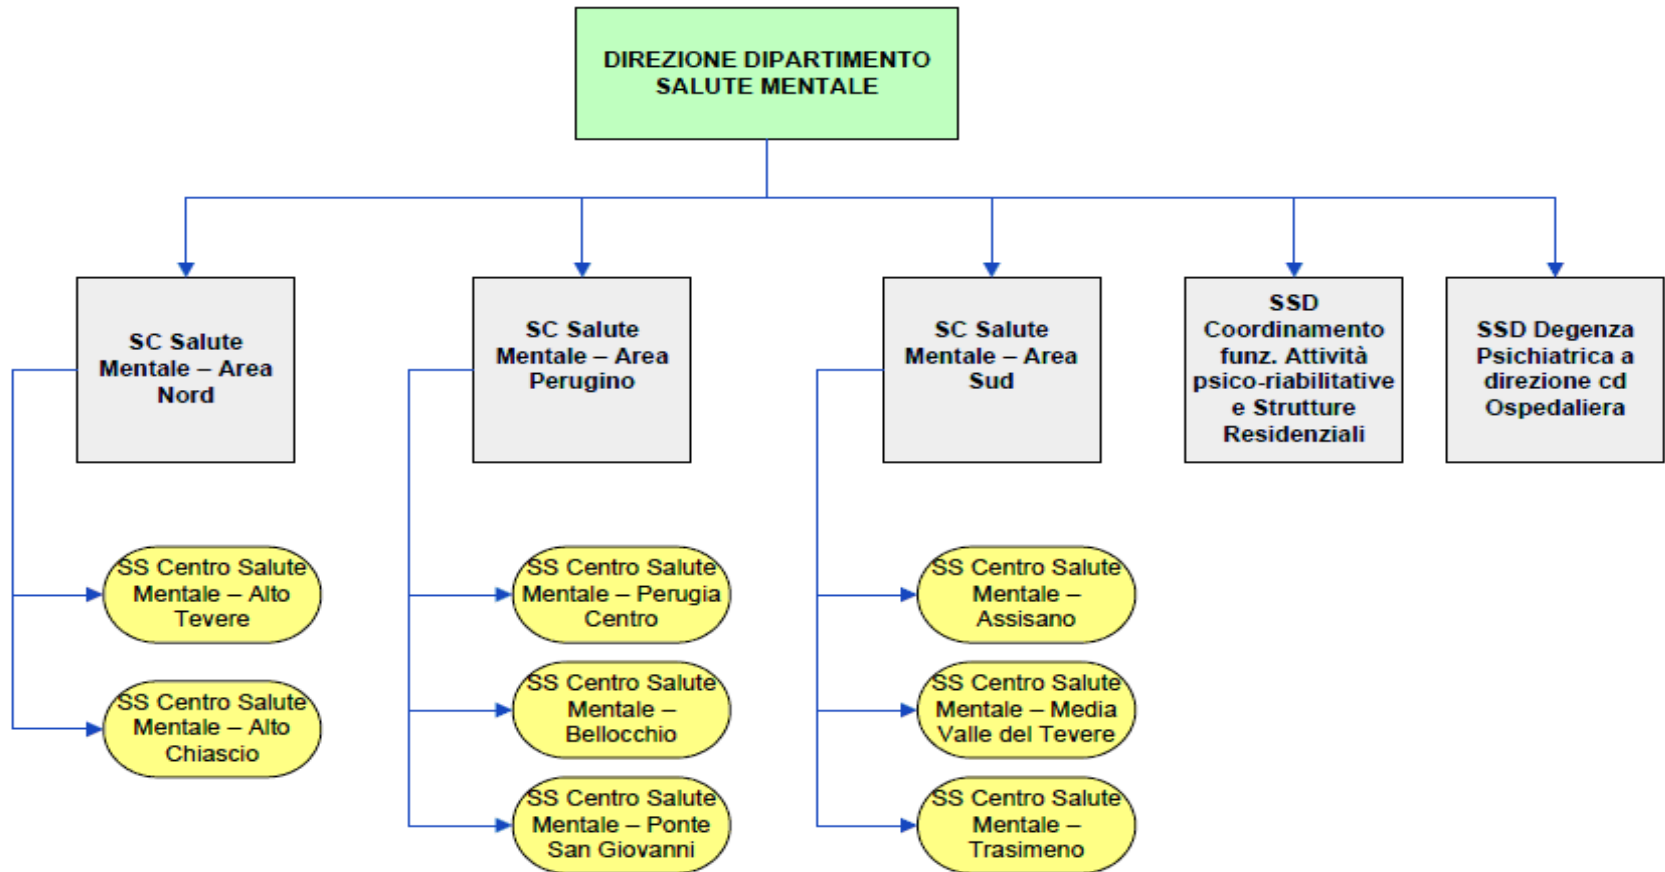 DIREZIONE DIPARTIMENTO
SALUTE MENTALE
SC Salute
Mentale – Area
Nord
SC Salute
Mentale – Area
Perugino
SC Salute
Mentale – Area
Sud
SSD
Coordinamento
funz. Attività
psico-riabilitative
e Strutture
Residenziali
SSD Degenza
Psichiatrica a
direzione cd
Ospedaliera
SS Centro Salute
Mentale – Alto
Tevere
SS Centro Salute
Mentale – Alto
Chiascio
SS Centro Salute
Mentale – Perugia
Centro
SS Centro Salute
Mentale –
Bellocchio
SS Centro Salute
Mentale – Ponte
San Giovanni
SS Centro Salute
Mentale –
Assisano
SS Centro Salute
Mentale – Media
Valle del Tevere
SS Centro Salute
Mentale –
Trasimeno